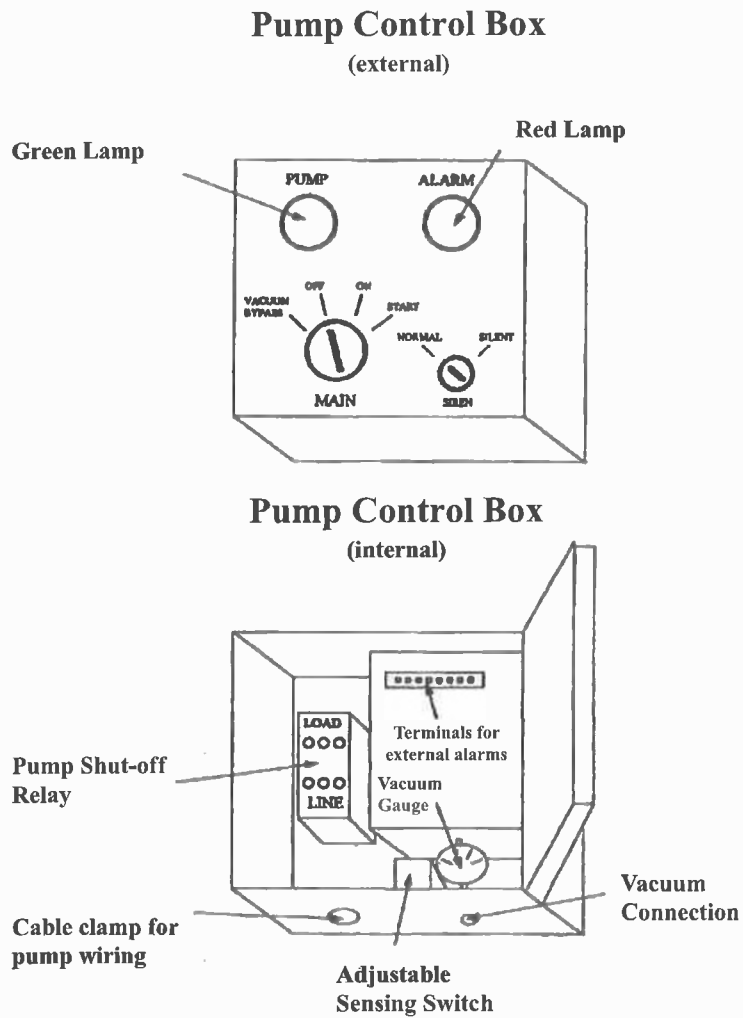 Pump Control Box
(external)
Green Lamp
Red Lamp
PUMP
ALARM
OFF
ON
VACUUM
BYPASS
START
NORMAL
SILENT
MAIN
SIREN
Pump Control Box
(internal)
LOAD
LINE
Terminals for
external alarms
Pump Shut-off
Relay
Vacuum
Gauge
Vacuum
Connection
Cable clamp for
pump wiring
Adjustable
Sensing Switch